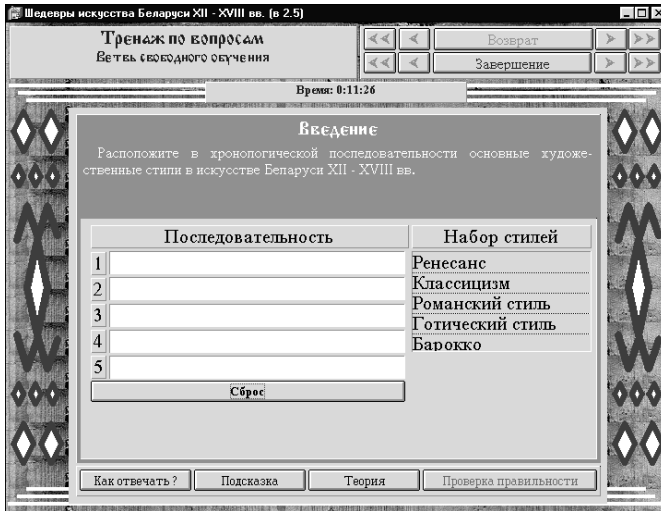 Шедевры искусства Беларуси XII - XVIII вв. (в 2.5)
Тренаж по вопросам
Ветвь свободного обучения
<< < Возврат > >>
<< < Завершение > >>
Время: 0:11:26
Введение
Расположите в хронологической последовательности основные художе-
ственные стили в искусстве Беларуси XII - XVIII вв.
Последовательность
Набор стилей
1
2
3
4
5
Ренесанс
Классицизм
Романский стиль
Готический стиль
Барокко
Сброс
Как отвечать ? Подсказка Теория Проверка правильности